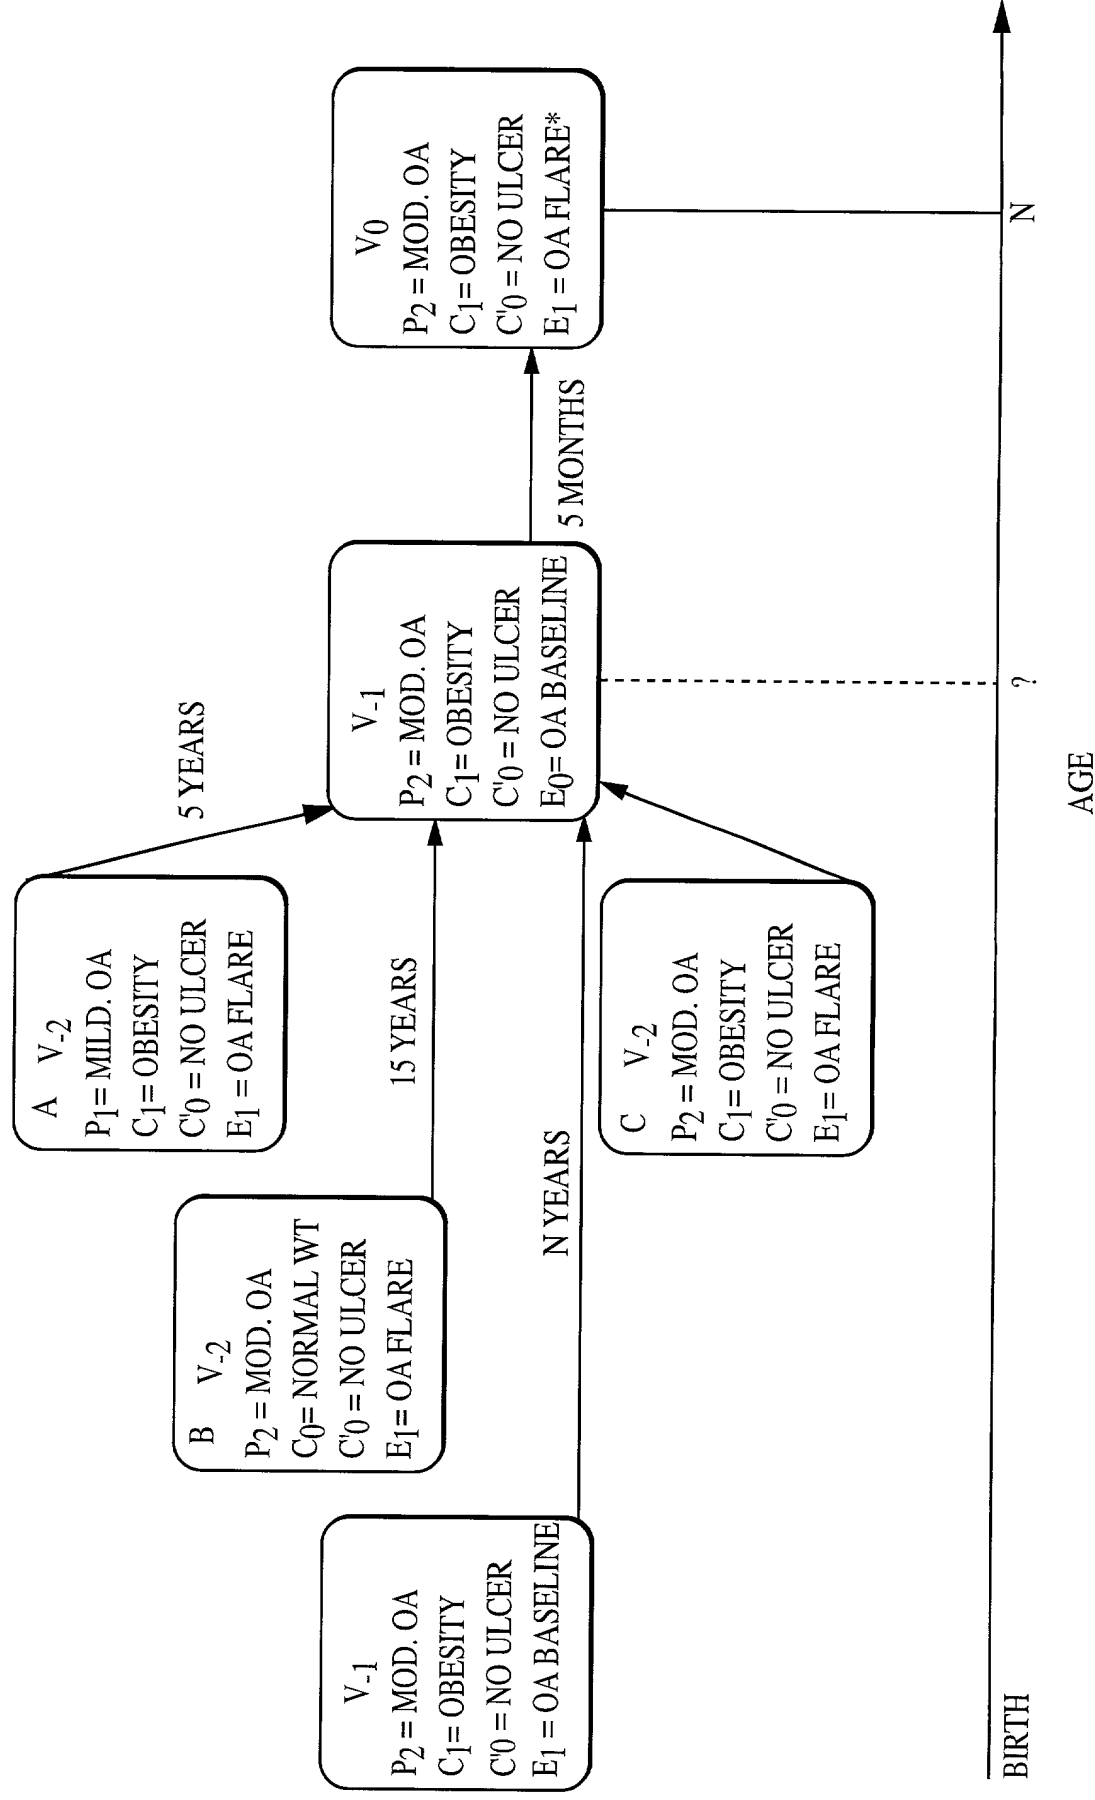 A V-2
P1= MILD. OA
C1= OBESITY
C'0 = NO ULCER
E1 = OA FLARE
5 YEARS
B V-2
P2 = MOD. OA
C0= NORMAL WT
C'0 = NO ULCER
E1= OA FLARE
15 YEARS
V-1
P2 = MOD. OA
C1= OBESITY
C'0 = NO ULCER
E1 = OA BASELINE
N YEARS
V-1
P2 = MOD. OA
C1= OBESITY
C'0 = NO ULCER
E0= OA BASELINE
5 MONTHS
V0
P2 = MOD. OA
C1= OBESITY
C'0 = NO ULCER
E1 = OA FLARE*
C V-2
P2 = MOD. OA
C1= OBESITY
C'0 = NO ULCER
E1= OA FLARE
BIRTH
?
N
AGE